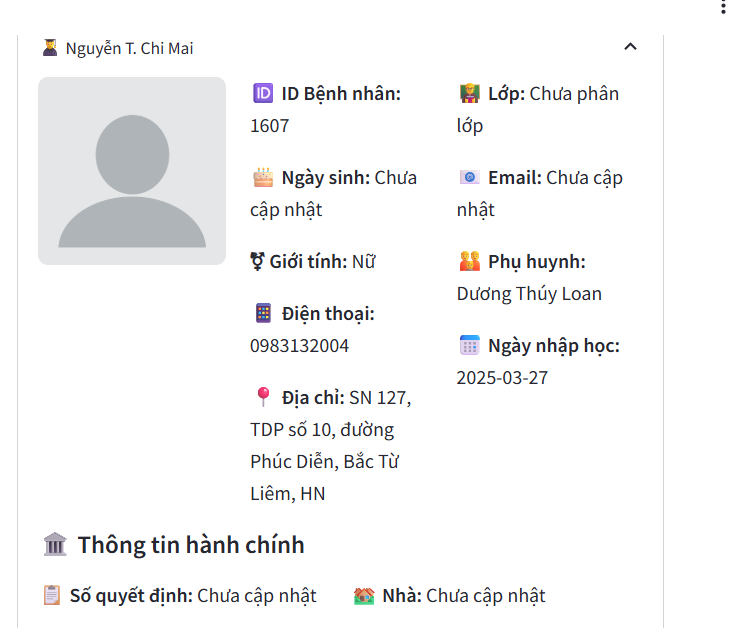 Nguyễn T. Chi Mai
ID Bệnh nhân:
1607
Ngày sinh: Chưa
cập nhật
Giới tính: Nữ
Điện thoại:
0983132004
Địa chỉ: SN 127,
TDP số 10, đường
Phúc Diễn, Bắc Từ
Liêm, HN
Lớp: Chưa phân
lớp
Email: Chưa cập
nhật
Phụ huynh:
Dương Thúy Loan
Ngày nhập học:
2025-03-27
Thông tin hành chính
Số quyết định: Chưa cập nhật
Nhà: Chưa cập nhật